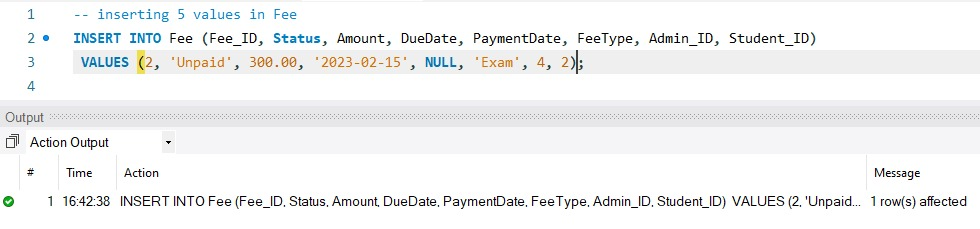 1 -- inserting 5 values in Fee
2 INSERT INTO Fee (Fee_ID, Status, Amount, DueDate, PaymentDate, FeeType, Admin_ID, Student_ID)
3 VALUES (2, 'Unpaid', 300.00, '2023-02-15', NULL, 'Exam', 4, 2);
4
Output
Action Output
# Time Action Message
1 16:42:38 INSERT INTO Fee (Fee_ID, Status, Amount, DueDate, PaymentDate, FeeType, Admin_ID, Student_ID) VALUES (2, 'Unpaid... 1 row(s) affected